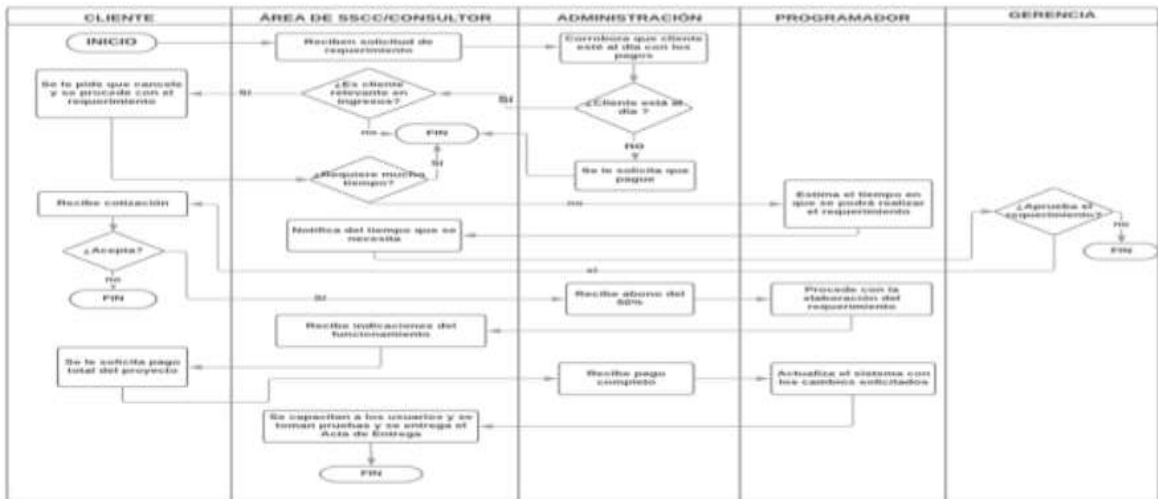 CLIENTE
ÁREA DE SSCC/CONSULTOR
ADMINISTRACIÓN
PROGRAMADOR
GERENCIA
INICIO
Reciben solicitud de
requerimiento
Corrobora que cliente
esté al día con los
pagos
Se le pide que cancele
y se procede con el
requerimiento
SI
¿Es cliente
relevante en
ingresos?
SI
¿Cliente está al
día ?
no
FIN
no
SI
¿Requiere mucho
tiempo?
Se le solicita que
pague
Recibe cotización
no
Estima el tiempo en
que se podrá realizar
el requerimiento
¿Aprueba el
requerimiento?
no
FIN
Notifica del tiempo que se
necesita
¿Acepta?
si
no
FIN
SI
Recibe abono del
50%
Procede con la
elaboración del
requerimiento
Recibe indicaciones del
funcionamiento
Se le solicita pago
total del proyecto
Recibe pago
completo
Actualiza el sistema con
los cambios solicitados
Se capacitan a los usuarios y se
toman pruebas y se entrega el
Acta de Entrega
FIN